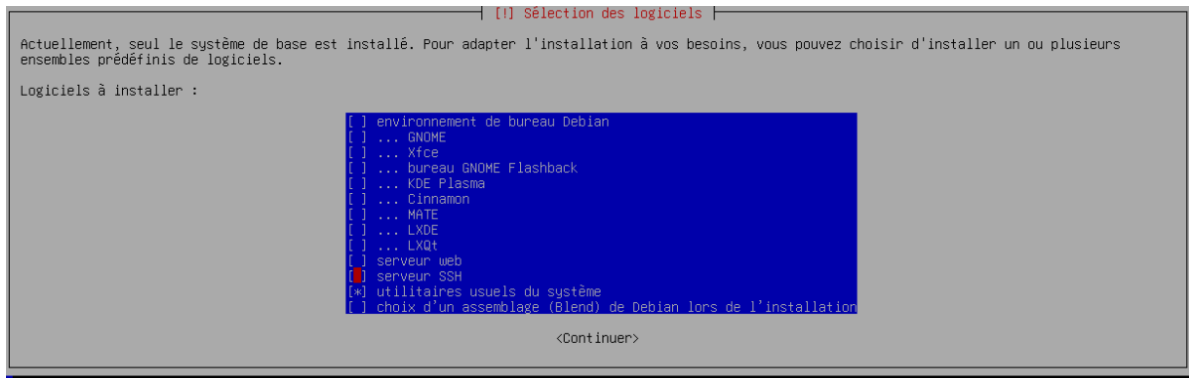 [!] Sélection des logiciels
Actuellement, seul le système de base est installé. Pour adapter l'installation à vos besoins, vous pouvez choisir d'installer un ou plusieurs
ensembles prédéfinis de logiciels.
Logiciels à installer :
[ ] environnement de bureau Debian
[ ] ... GNOME
[ ] ... Xfce
[ ] ... bureau GNOME Flashback
[ ] ... KDE Plasma
[ ] ... Cinnamon
[ ] ... MATE
[ ] ... LXDE
[ ] ... LXQt
[ ] serveur web
[ ] serveur SSH
[*] utilitaires usuels du système
[ ] choix d’un assemblage (Blend) de Debian lors de l’installation
<Continuer>